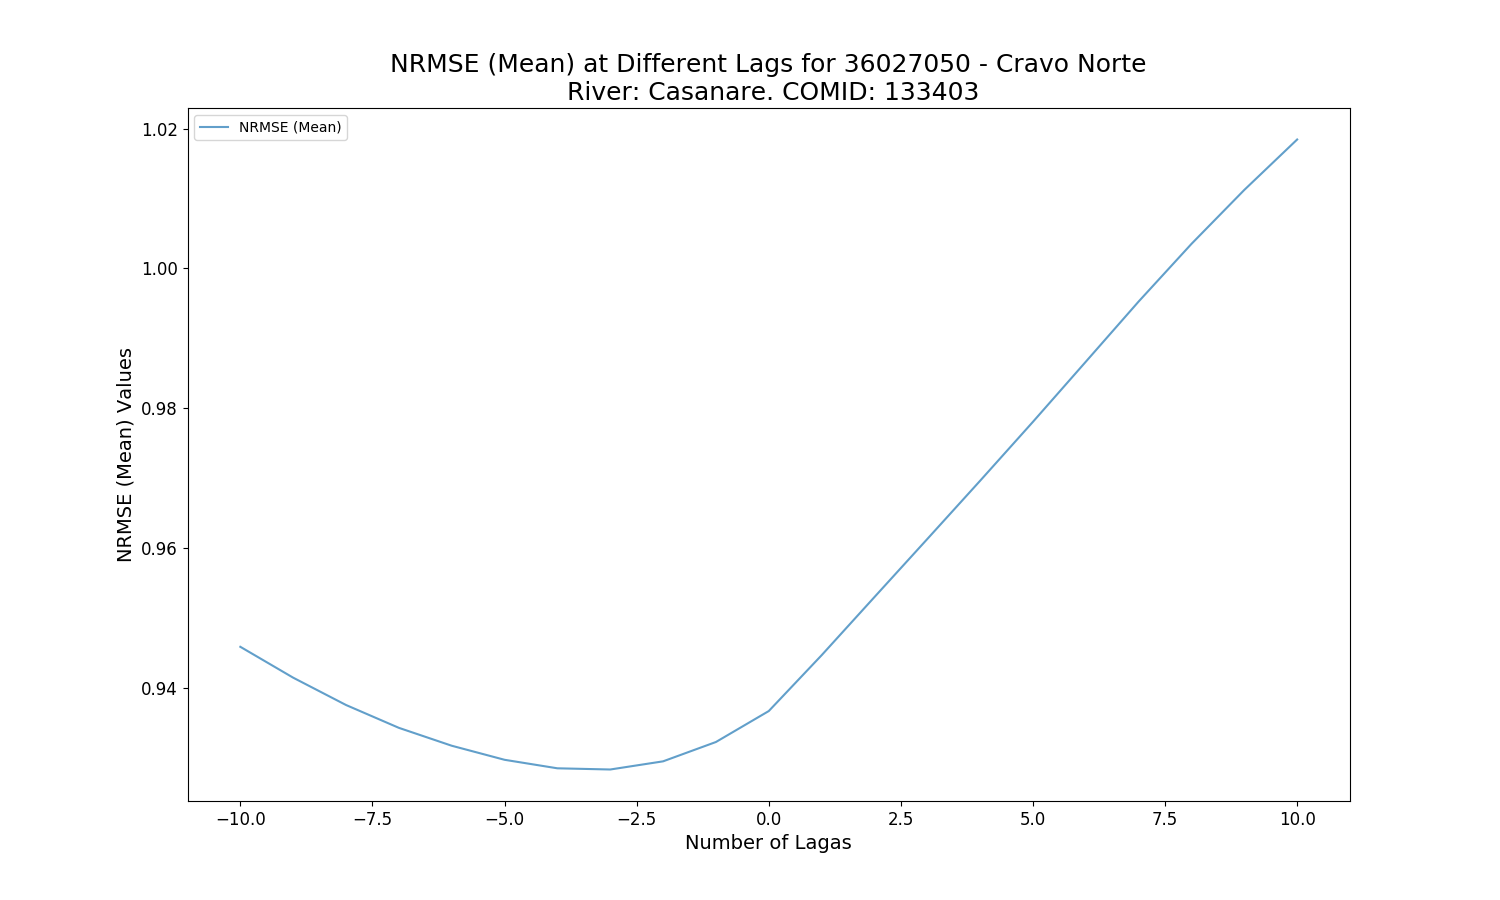 NRMSE (Mean) at Different Lags for 36027050 - Cravo Norte
River: Casanare. COMID: 133403
NRMSE (Mean)
1.02
1.00
0.98
0.96
0.94
NRMSE (Mean) Values
−10.0 −7.5 −5.0 −2.5 0.0 2.5 5.0 7.5 10.0
Number of Lagas